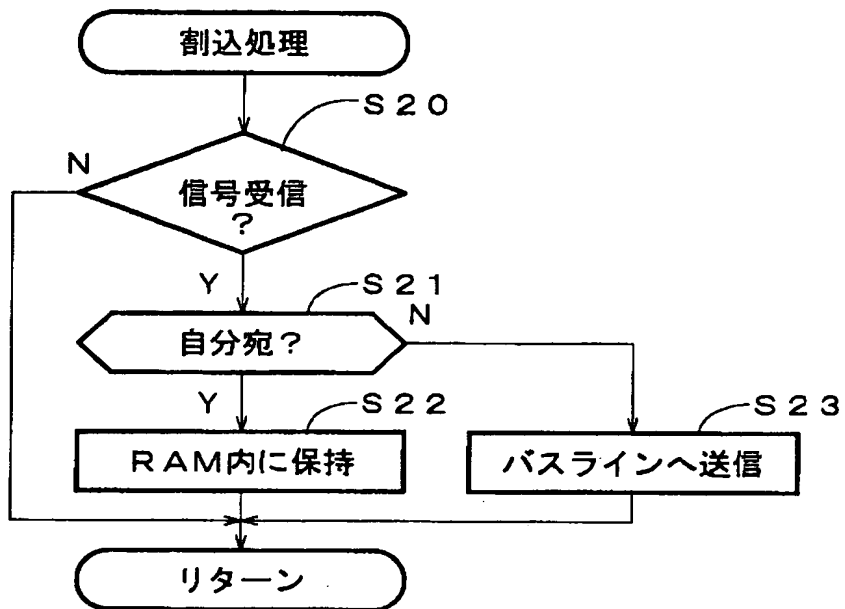 割込処理
S20
N
信号受信
?
Y
S21
自分宛?
N
Y
S22
RAM内に保持
S23
バスラインへ送信
リターン